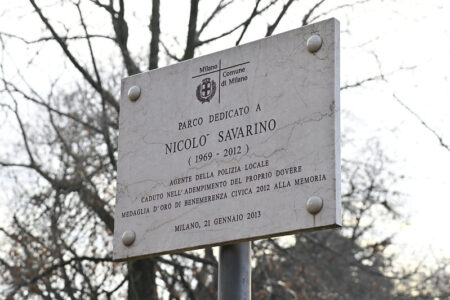 Milano
Comune
di Milano
PARCO DEDICATO A
NICOLO` SAVARINO
( 1969 - 2012 )
AGENTE DELLA POLIZIA LOCALE
CADUTO NELL'ADEMPIMENTO DEL PROPRIO DOVERE
MEDAGLIA D'ORO DI BENEMERENZA CIVICA 2012 ALLA MEMORIA
MILANO, 21 GENNAIO 2013